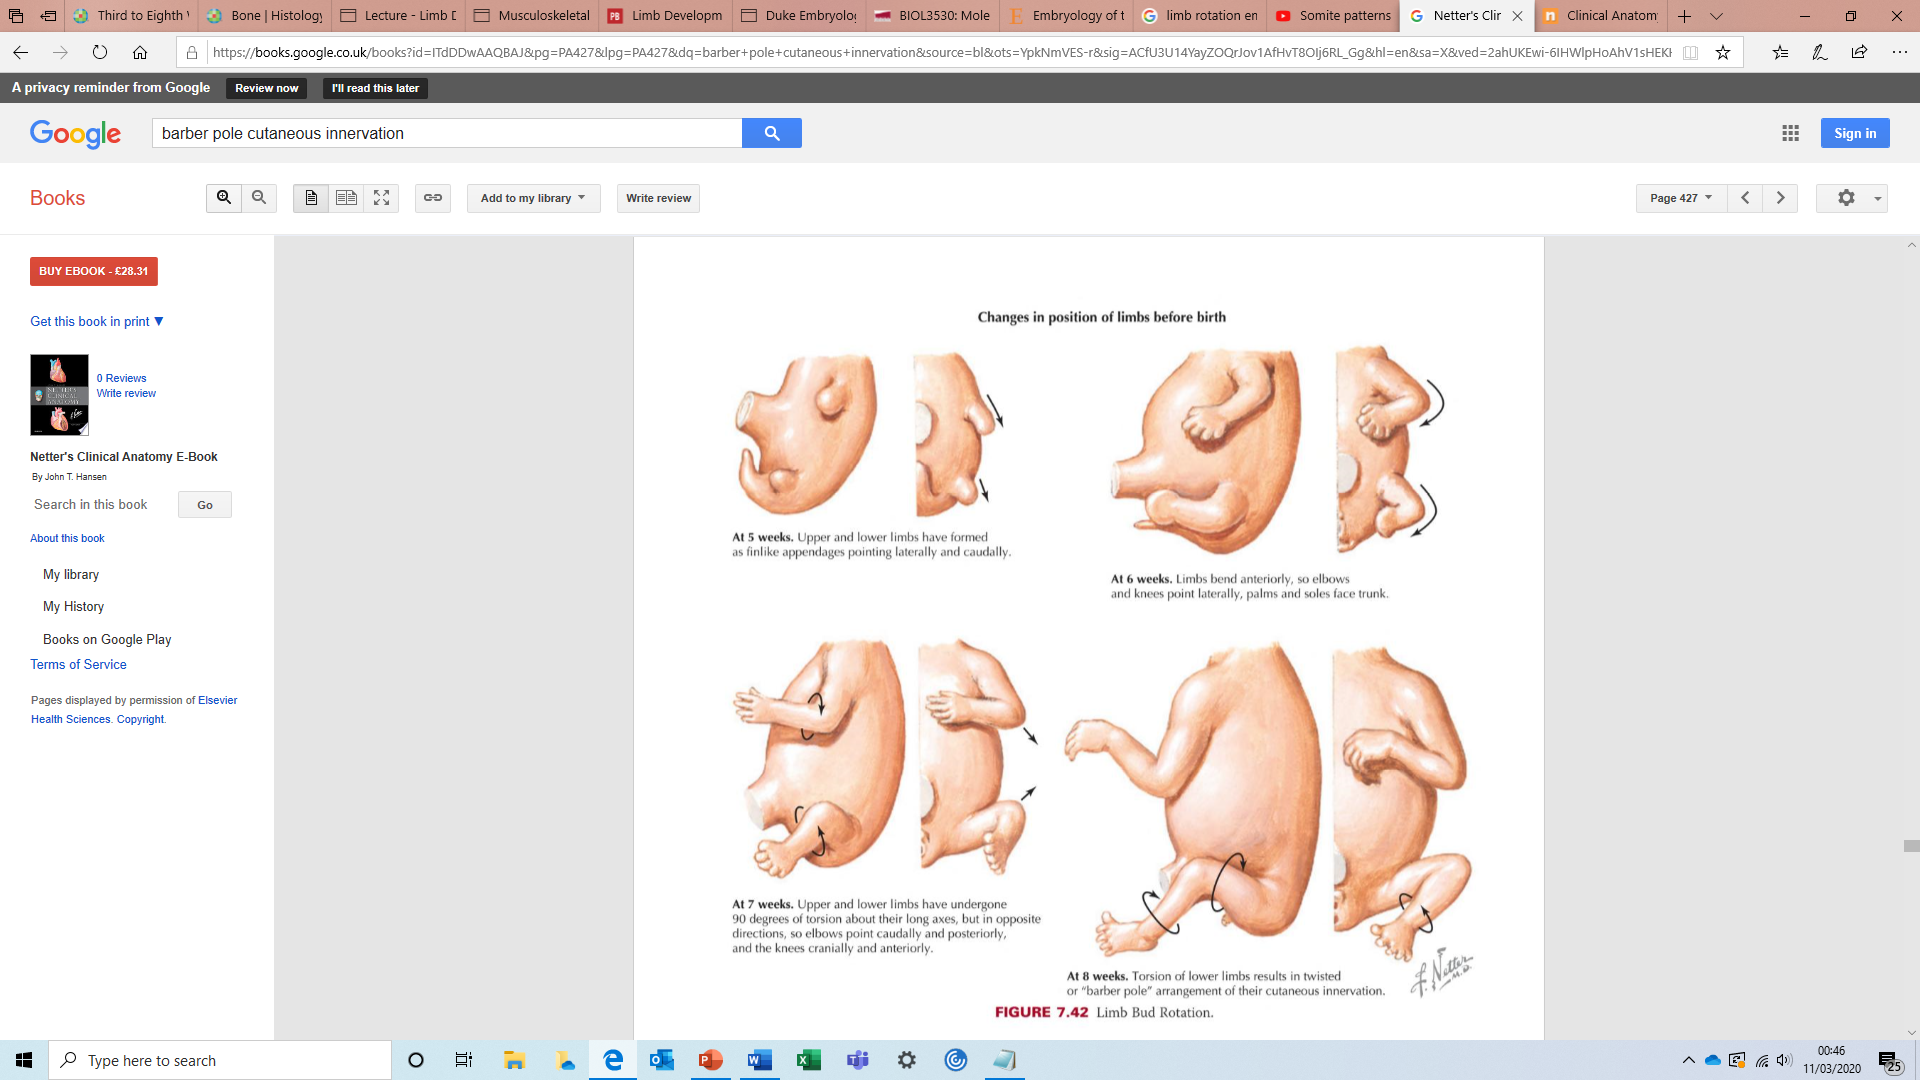 Third to Eighth
Bone | Histology
Lecture - Limb D
Musculoskeletal
Limb Developm
Duke Embryolog
BIOL3530: Mole
Embryology of t
limb rotation en
Somite patterns
Netter's Clin
Clinical Anatomy
https://books.google.co.uk/books?id=ITdDDwAAQBAJ&pg=PA427&lpg=PA427&dq=barber+pole+cutaneous+innervation&source=bl&ots=YpkNmVES-r&sig=ACfU3U14YayZOQrJov1AfHvT8OIj6RL_Gg&hl=en&sa=X&ved=2ahUKEwi-6IHWlpHoAhV1sHEKI
A privacy reminder from Google
Review now
I'll read this later
Google
barber pole cutaneous innervation
Sign in
Books
Add to my library
Write review
Page 427
BUY EBOOK - £28.31
Get this book in print ▼
0 Reviews
Write review
Netter's Clinical Anatomy E-Book
By John T. Hansen
Search in this book
Go
About this book
My library
My History
Books on Google Play
Terms of Service
Pages displayed by permission of Elsevier
Health Sciences. Copyright.
Changes in position of limbs before birth
At 5 weeks. Upper and lower limbs have formed
as finlike appendages pointing laterally and caudally.
At 6 weeks. Limbs bend anteriorly, so elbows
and knees point laterally, palms and soles face trunk.
At 7 weeks. Upper and lower limbs have undergone
90 degrees of torsion about their long axes, but in opposite
directions, so elbows point caudally and posteriorly,
and the knees cranially and anteriorly.
At 8 weeks. Torsion of lower limbs results in twisted
or "barber pole" arrangement of their cutaneous innervation.
F. Netter M.D.
FIGURE 7.42 Limb Bud Rotation.
Type here to search
00:46
11/03/2020
25